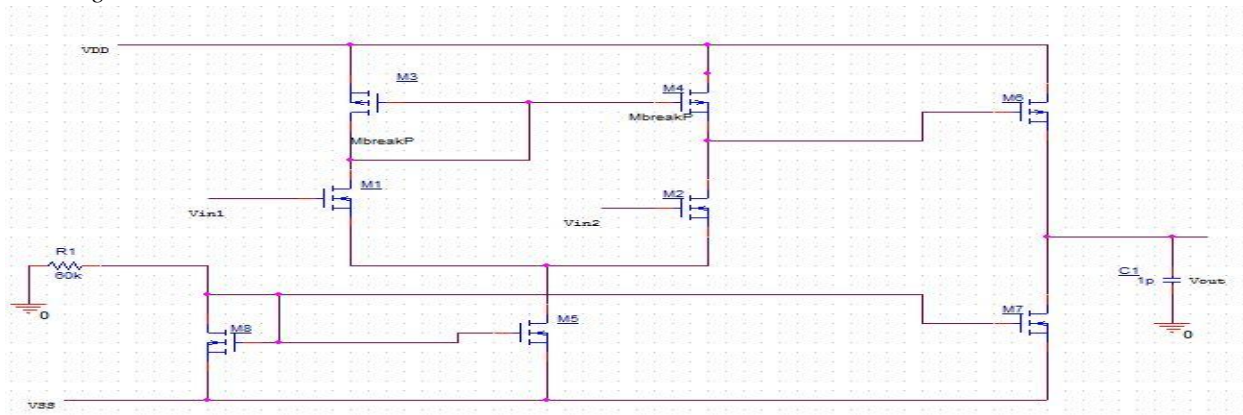 VDD
M3
M4
M6
MbreakP
MbreakP
M1
M2
Vin1
Vin2
R1
60k
0
C1
1p
Vout
M8
M5
M7
0
VSS